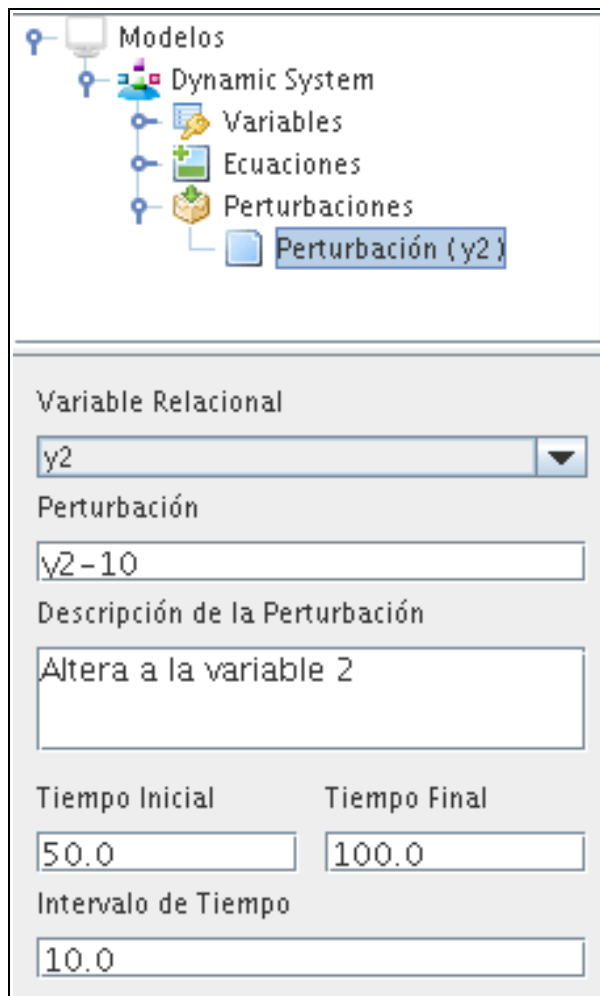 Modelos
Dynamic System
Variables
Ecuaciones
Perturbaciones
Perturbación ( y2 )
Variable Relacional
y2
Perturbación
y2-10
Descripción de la Perturbación
Altera a la variable 2
Tiempo Inicial Tiempo Final
50.0 100.0
Intervalo de Tiempo
10.0